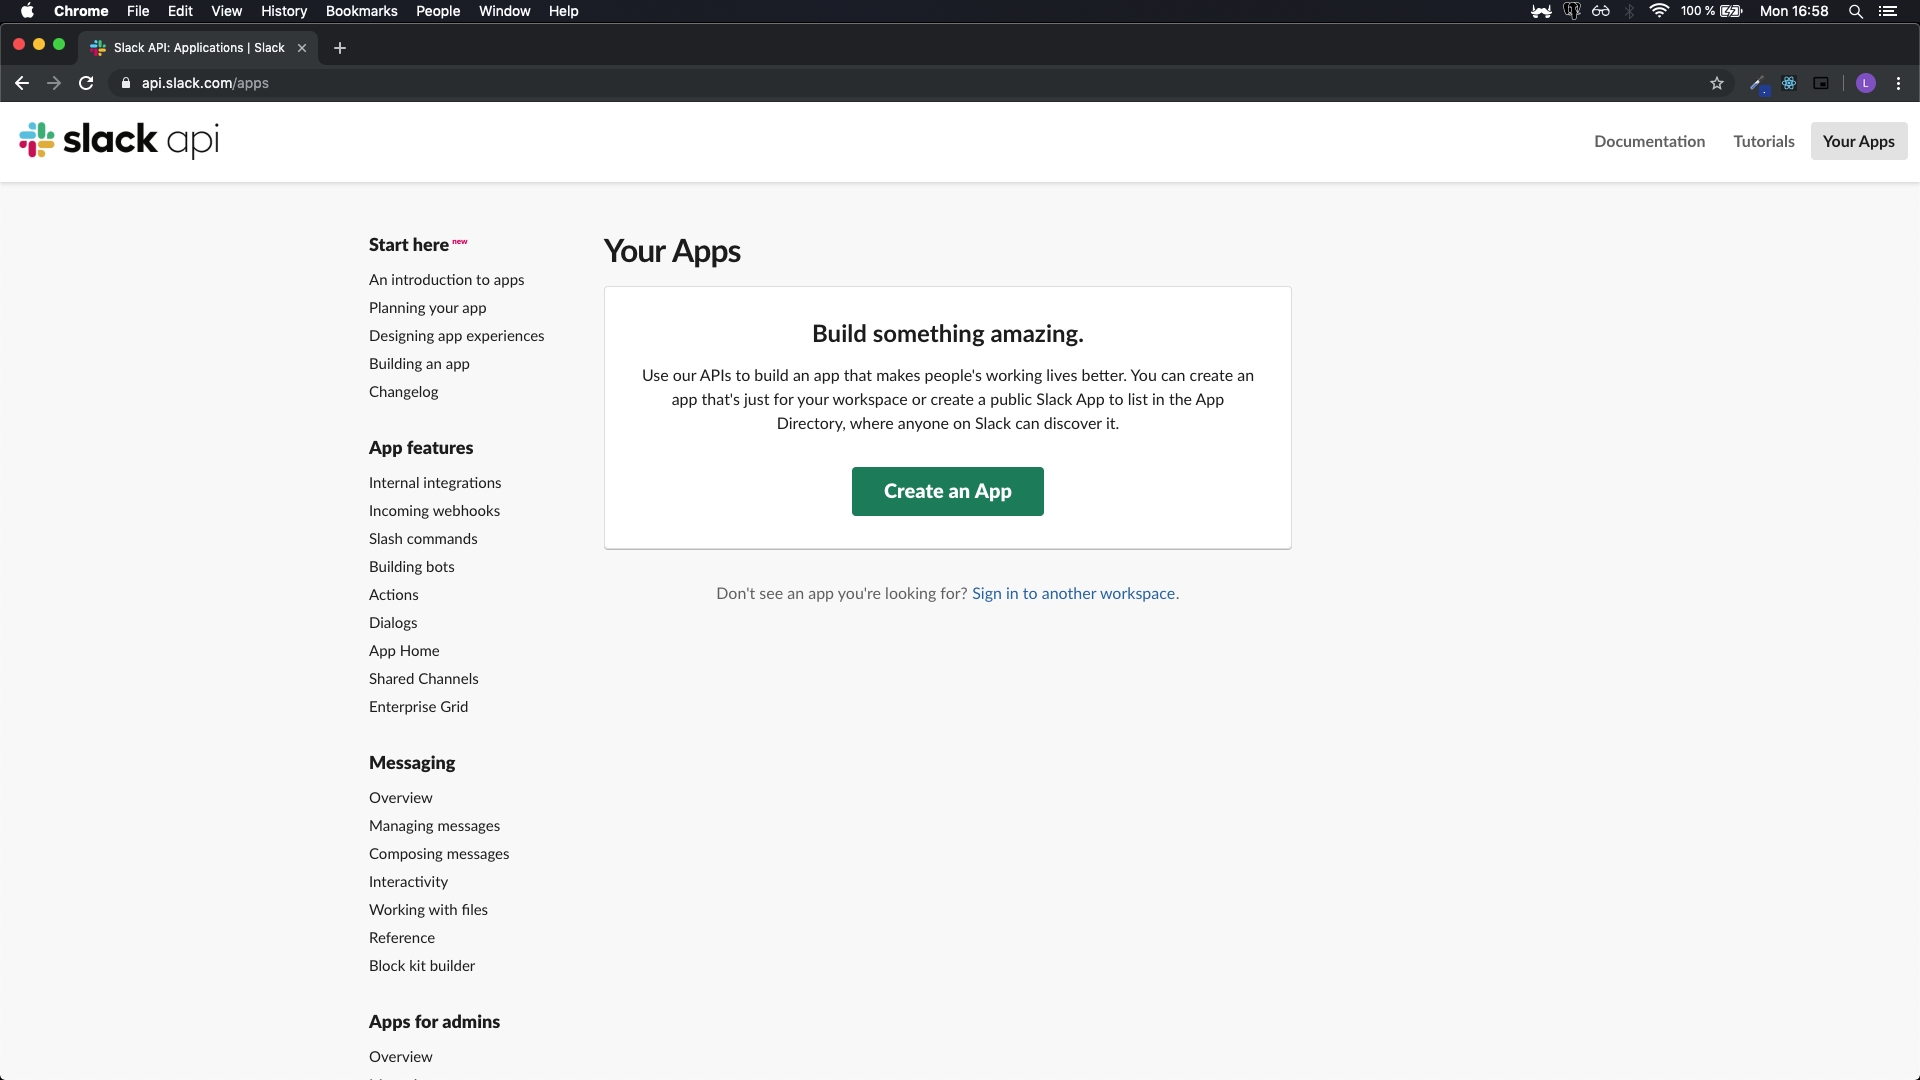 Chrome File Edit View History Bookmarks People Window Help 100 % Mon 16:58
Slack API: Applications | Slack
api.slack.com/apps L
slack api Documentation Tutorials Your Apps
Start here new
An introduction to apps
Planning your app
Designing app experiences
Building an app
Changelog
App features
Internal integrations
Incoming webhooks
Slash commands
Building bots
Actions
Dialogs
App Home
Shared Channels
Enterprise Grid
Messaging
Overview
Managing messages
Composing messages
Interactivity
Working with files
Reference
Block kit builder
Apps for admins
Overview
Your Apps
Build something amazing.
Use our APIs to build an app that makes people's working lives better. You can create an
app that's just for your workspace or create a public Slack App to list in the App
Directory, where anyone on Slack can discover it.
Create an App
Don't see an app you're looking for? Sign in to another workspace.